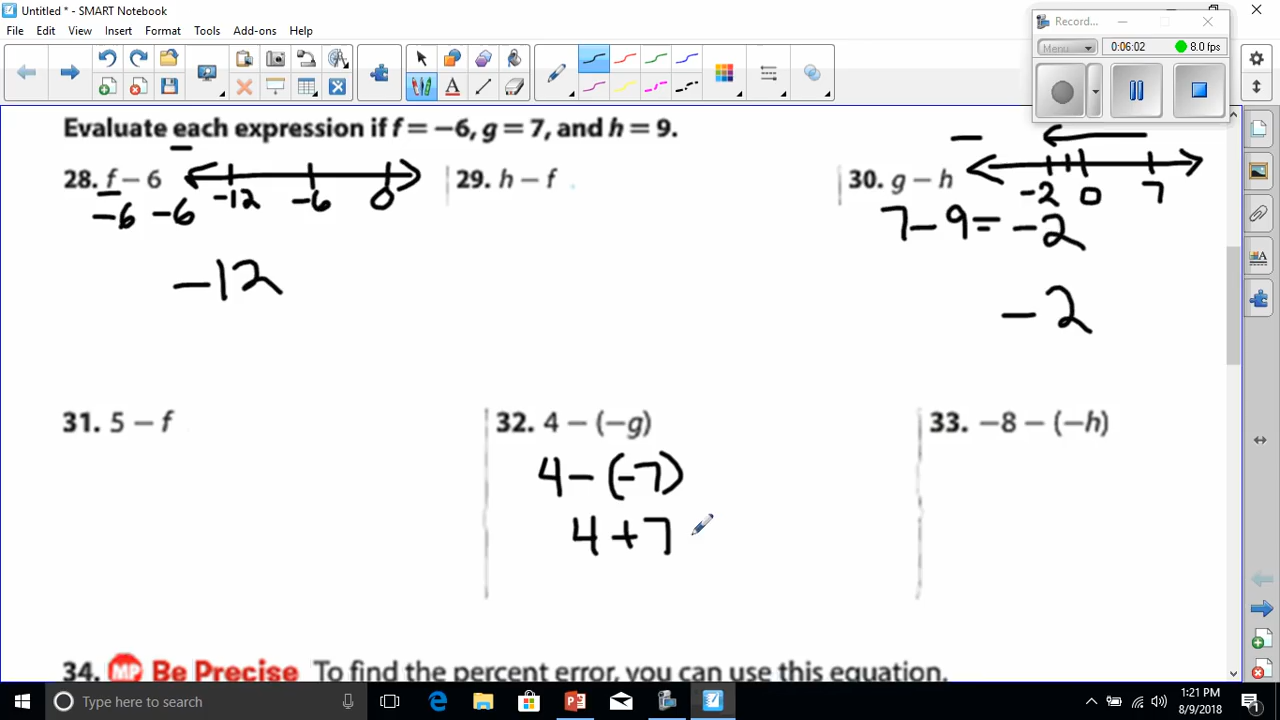 Untitled * - SMART Notebook
File Edit View Insert Format Tools Add-ons Help
Record...
Menu
0:06:02
8.0 fps
Evaluate each expression if f = −6, g = 7, and h = 9.
28. f − 6
-12 -6 0
-6 -6
-12
29. h − f
30. g − h
-2 0 7
7-9=-2
-2
31. 5 − f
32. 4 − (−g)
4-(-7)
4+7
33. −8 − (−h)
34. MP Be Precise To find the percent error, you can use this equation.
Type here to search
1:21 PM
8/9/2018
1